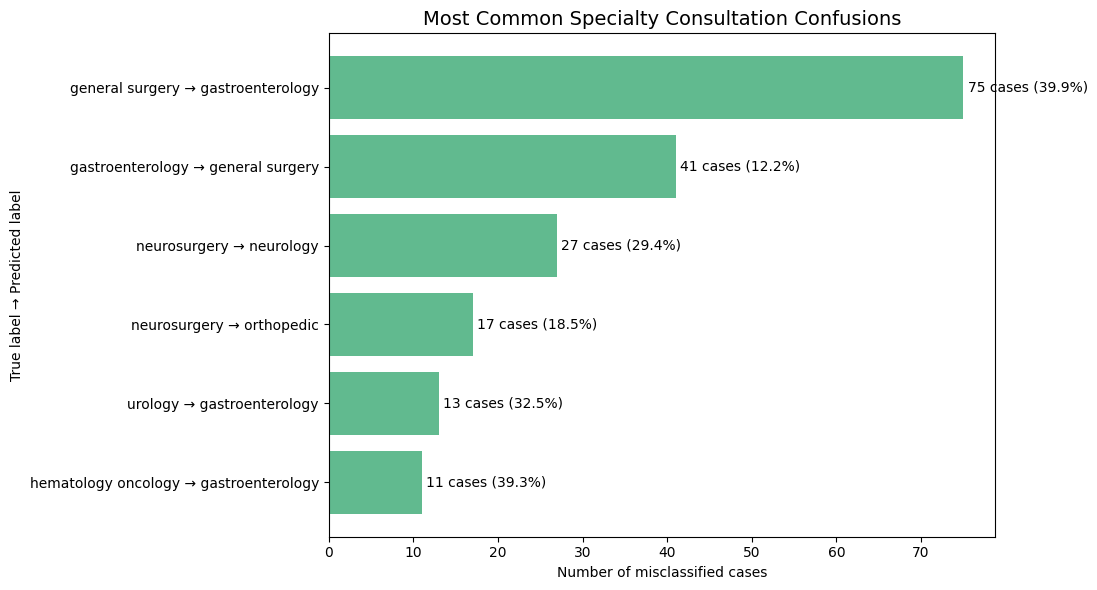 Most Common Specialty Consultation Confusions
True label → Predicted label
general surgery → gastroenterology
75 cases (39.9%)
gastroenterology → general surgery
41 cases (12.2%)
neurosurgery → neurology
27 cases (29.4%)
neurosurgery → orthopedic
17 cases (18.5%)
urology → gastroenterology
13 cases (32.5%)
hematology oncology → gastroenterology
11 cases (39.3%)
0 10 20 30 40 50 60 70
Number of misclassified cases